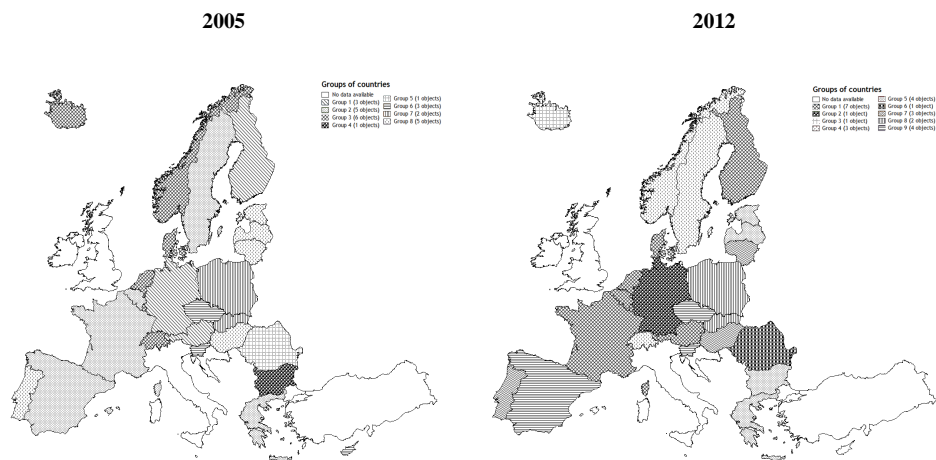 2005
2012
Groups of countries
No data available
Group 1 (3 objects)
Group 2 (5 objects)
Group 3 (6 objects)
Group 4 (1 objects)
Group 5 (1 objects)
Group 6 (3 objects)
Group 7 (2 objects)
Group 8 (5 objects)
Groups of countries
No data available
Group 1 (7 objects)
Group 2 (1 object)
Group 3 (1 object)
Group 4 (3 objects)
Group 5 (4 objects)
Group 6 (1 object)
Group 7 (3 objects)
Group 8 (2 objects)
Group 9 (4 objects)